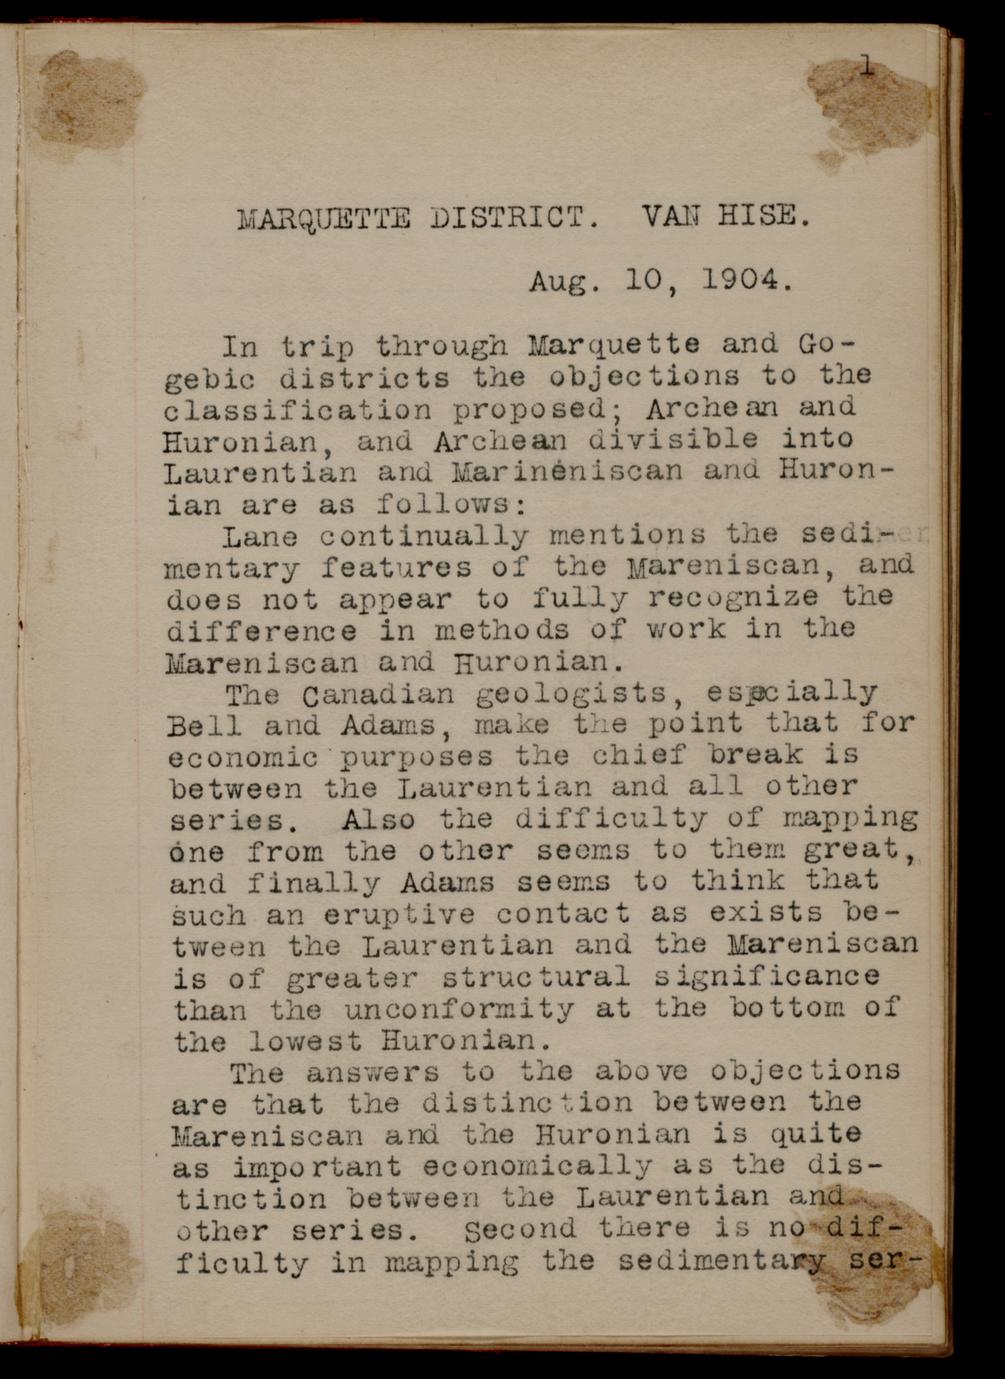 1
MARQUETTE DISTRICT. VAN HISE.
Aug. 10, 1904.
In trip through Marquette and Go-
gebic districts the objections to the
classification proposed; Archean and
Huronian, and Archean divisible into
Laurentian and Marinéniscan and Huron-
ian are as follows:
Lane continually mentions the sedi-
mentary features of the Mareniscan, and
does not appear to fully recognize the
difference in methods of work in the
Mareniscan and Huronian.
The Canadian geologists, especially
Bell and Adams, make the point that for
economic purposes the chief break is
between the Laurentian and all other
series. Also the difficulty of mapping
one from the other seems to them great,
and finally Adams seems to think that
such an eruptive contact as exists be-
tween the Laurentian and the Mareniscan
is of greater structural significance
than the unconformity at the bottom of
the lowest Huronian.
The answers to the above objections
are that the distinction between the
Mareniscan and the Huronian is quite
as important economically as the dis-
tinction between the Laurentian and
other series. Second there is no dif-
ficulty in mapping the sedimentary ser-